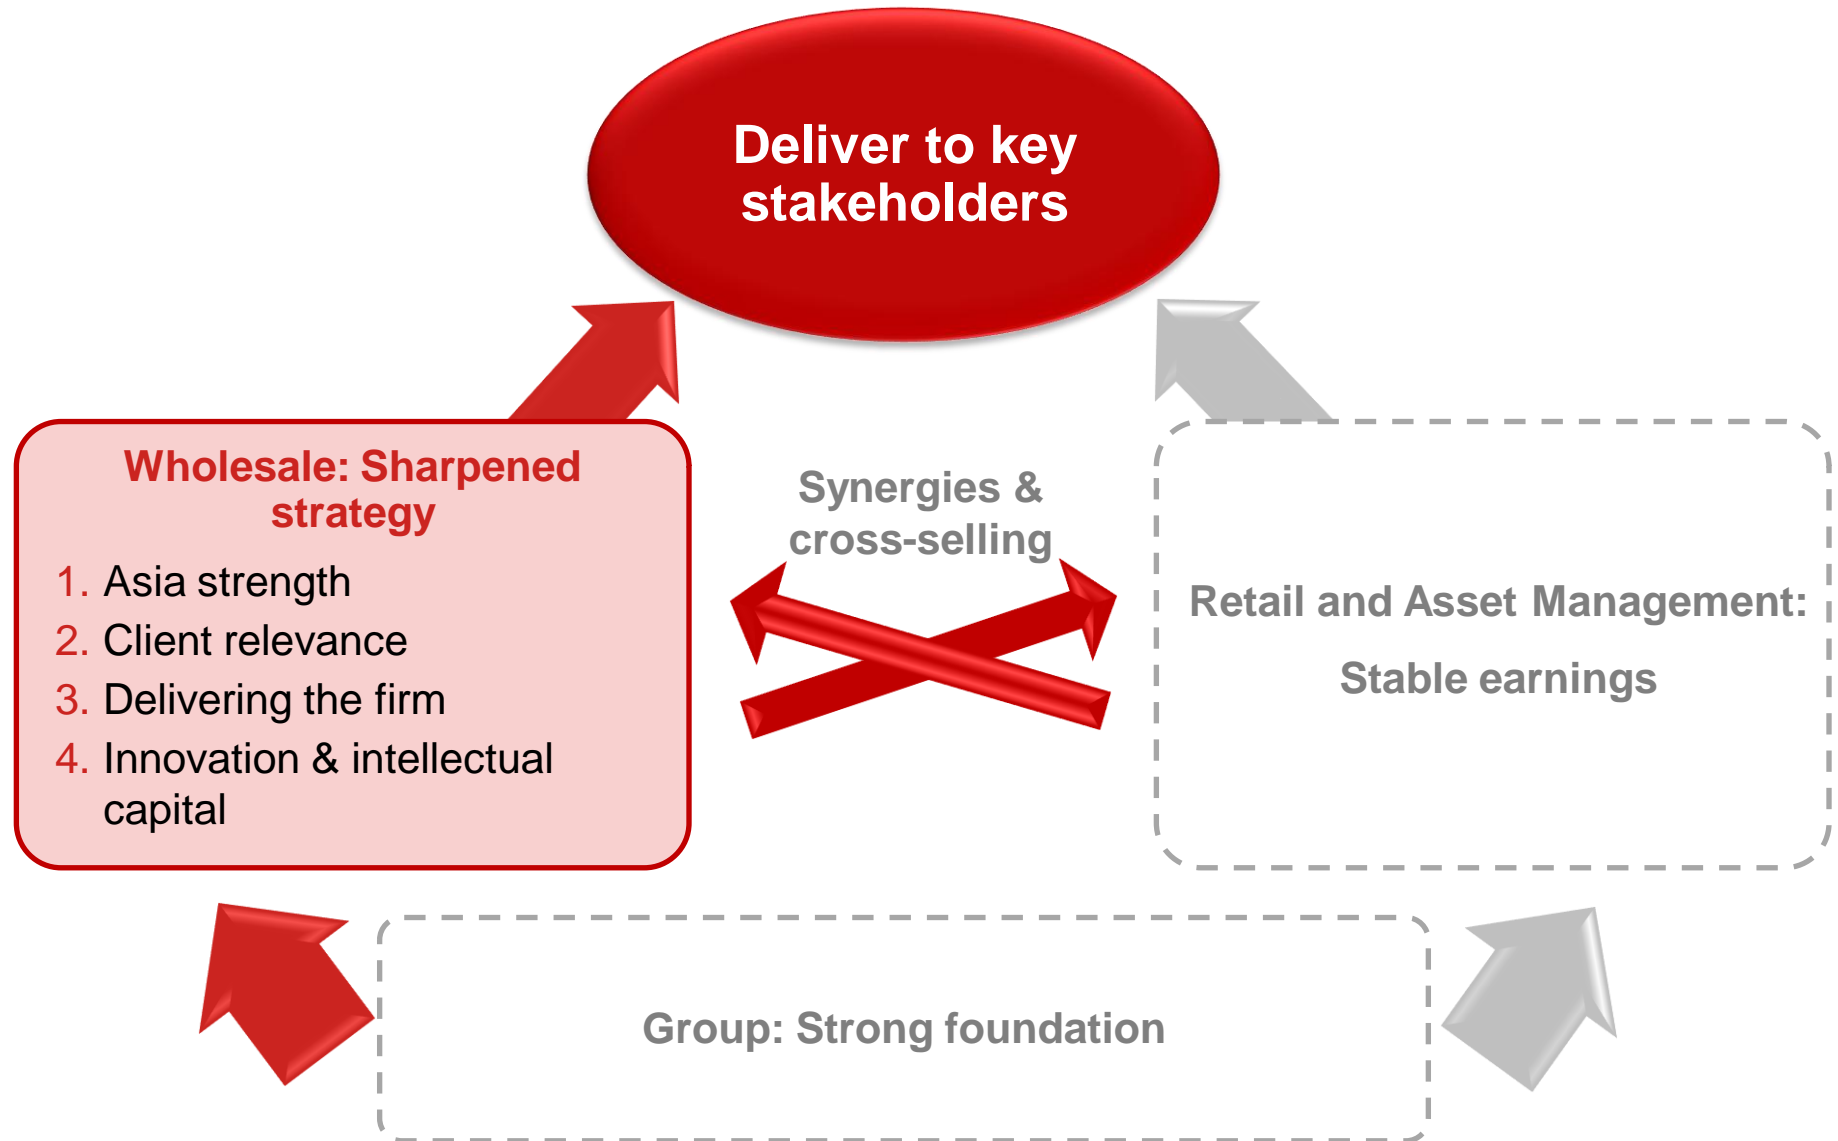 Deliver to key
stakeholders
Wholesale: Sharpened
strategy
1. Asia strength
2. Client relevance
3. Delivering the firm
4. Innovation & intellectual
capital
Synergies &
cross-selling
Retail and Asset Management:
Stable earnings
Group: Strong foundation